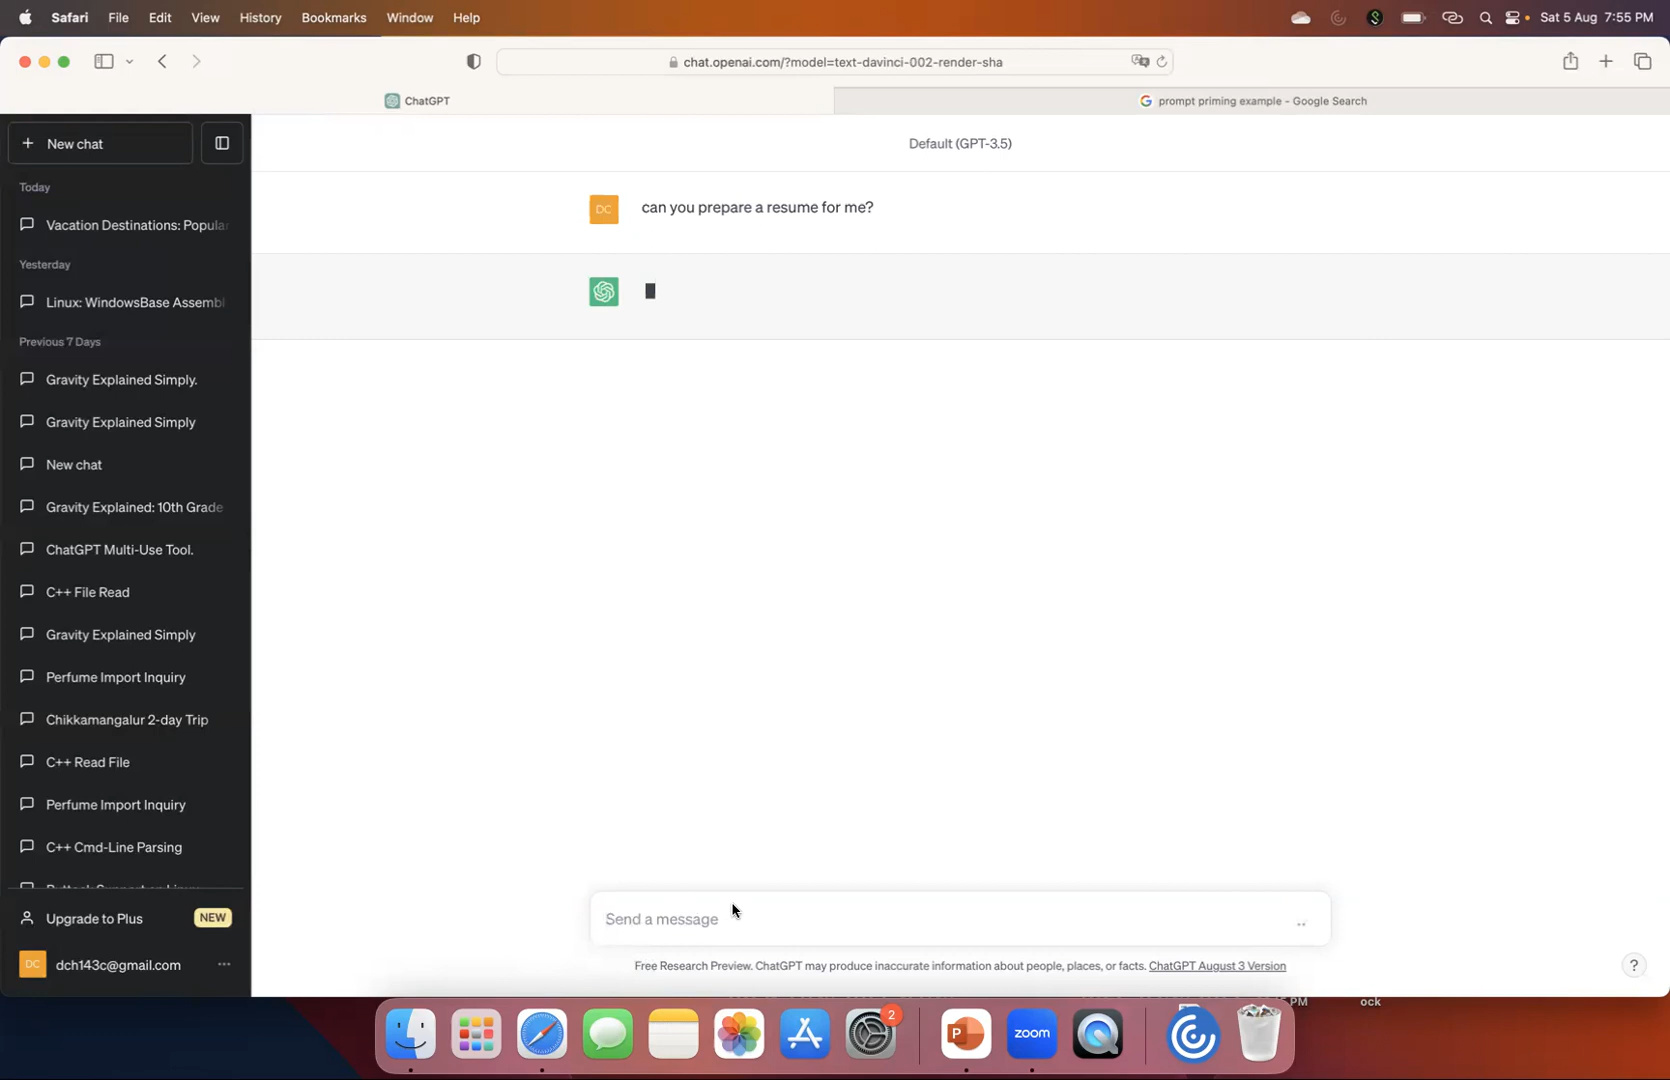 Safari File Edit View History Bookmarks Window Help
Sat 5 Aug 7:55 PM
chat.openai.com/?model=text-davinci-002-render-sha
ChatGPT
prompt priming example - Google Search
+ New chat
Default (GPT-3.5)
Today
Vacation Destinations: Popular
DC
can you prepare a resume for me?
Yesterday
Linux: WindowsBase Assembl
Previous 7 Days
Gravity Explained Simply.
Gravity Explained Simply
New chat
Gravity Explained: 10th Grade
ChatGPT Multi-Use Tool.
C++ File Read
Gravity Explained Simply
Perfume Import Inquiry
Chikkamangalur 2-day Trip
C++ Read File
Perfume Import Inquiry
C++ Cmd-Line Parsing
Upgrade to Plus
NEW
Send a message
..
DC
dch143c@gmail.com
...
Free Research Preview. ChatGPT may produce inaccurate information about people, places, or facts. ChatGPT August 3 Version
?
PM
ock
2
zoom